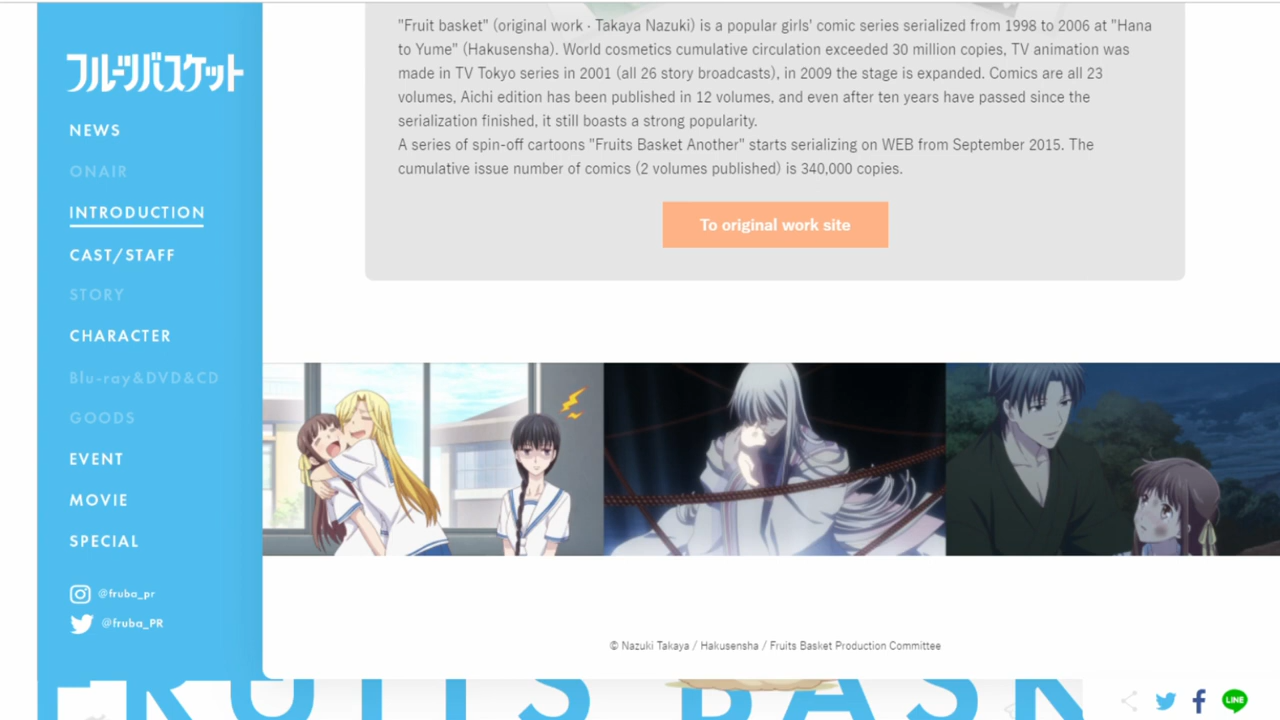 フルーツバスケット
NEWS
ONAIR
INTRODUCTION
CAST/STAFF
STORY
CHARACTER
Blu-ray&DVD&CD
GOODS
EVENT
MOVIE
SPECIAL
@fruba_pr
@fruba_PR
"Fruit basket" (original work · Takaya Nazuki) is a popular girls' comic series serialized from 1998 to 2006 at "Hana
to Yume" (Hakusensha). World cosmetics cumulative circulation exceeded 30 million copies, TV animation was
made in TV Tokyo series in 2001 (all 26 story broadcasts), in 2009 the stage is expanded. Comics are all 23
volumes, Aichi edition has been published in 12 volumes, and even after ten years have passed since the
serialization finished, it still boasts a strong popularity.
A series of spin-off cartoons "Fruits Basket Another" starts serializing on WEB from September 2015. The
cumulative issue number of comics (2 volumes published) is 340,000 copies.
To original work site
© Nazuki Takaya / Hakusensha / Fruits Basket Production Committee
FRUITS BASK
LINE